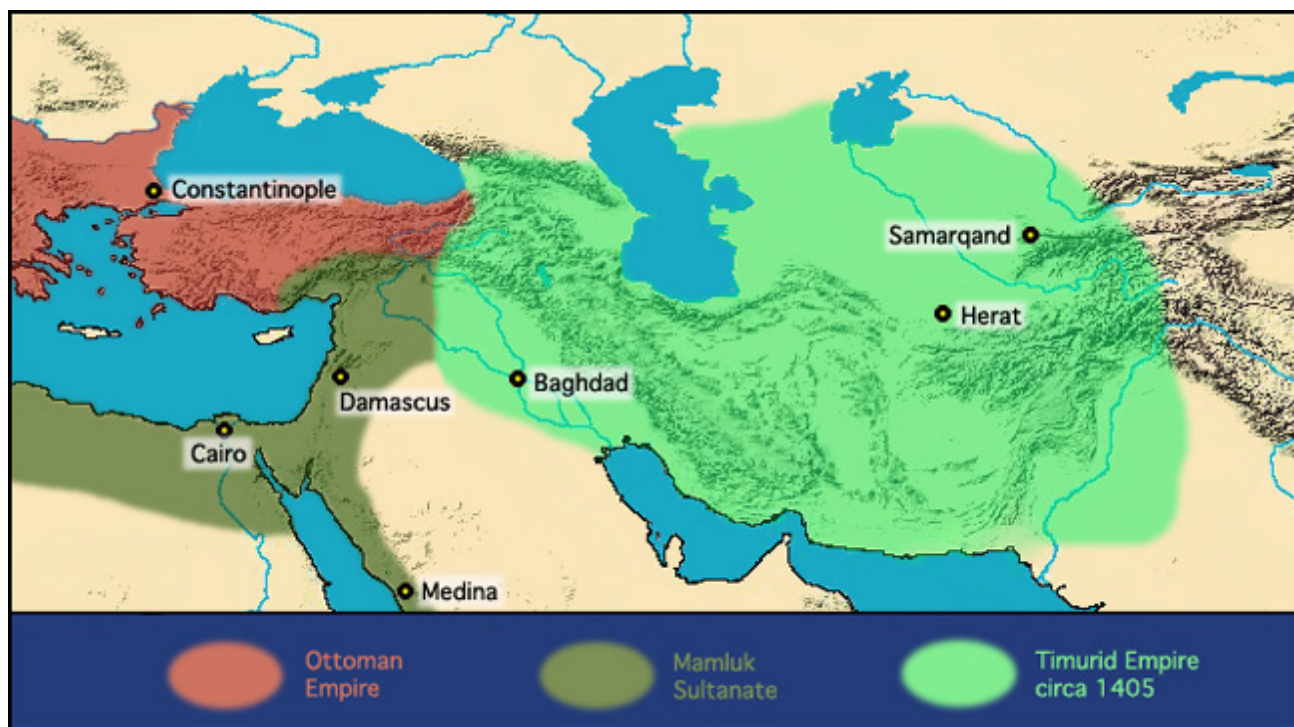 Constantinople
Samarqand
Herat
Baghdad
Damascus
Cairo
Medina
Ottoman
Empire
Mamluk
Sultanate
Timurid Empire
circa 1405